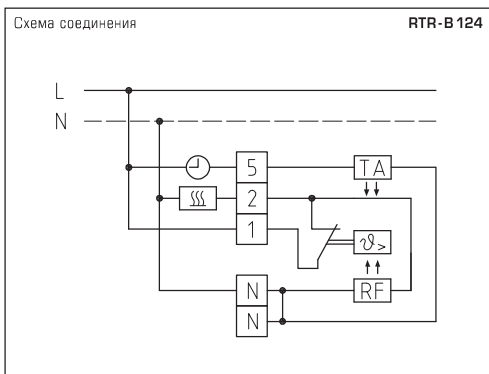 Схема соединения RTR-B 124
L
N
5 TA
2
1 ϑ>
N RF
N